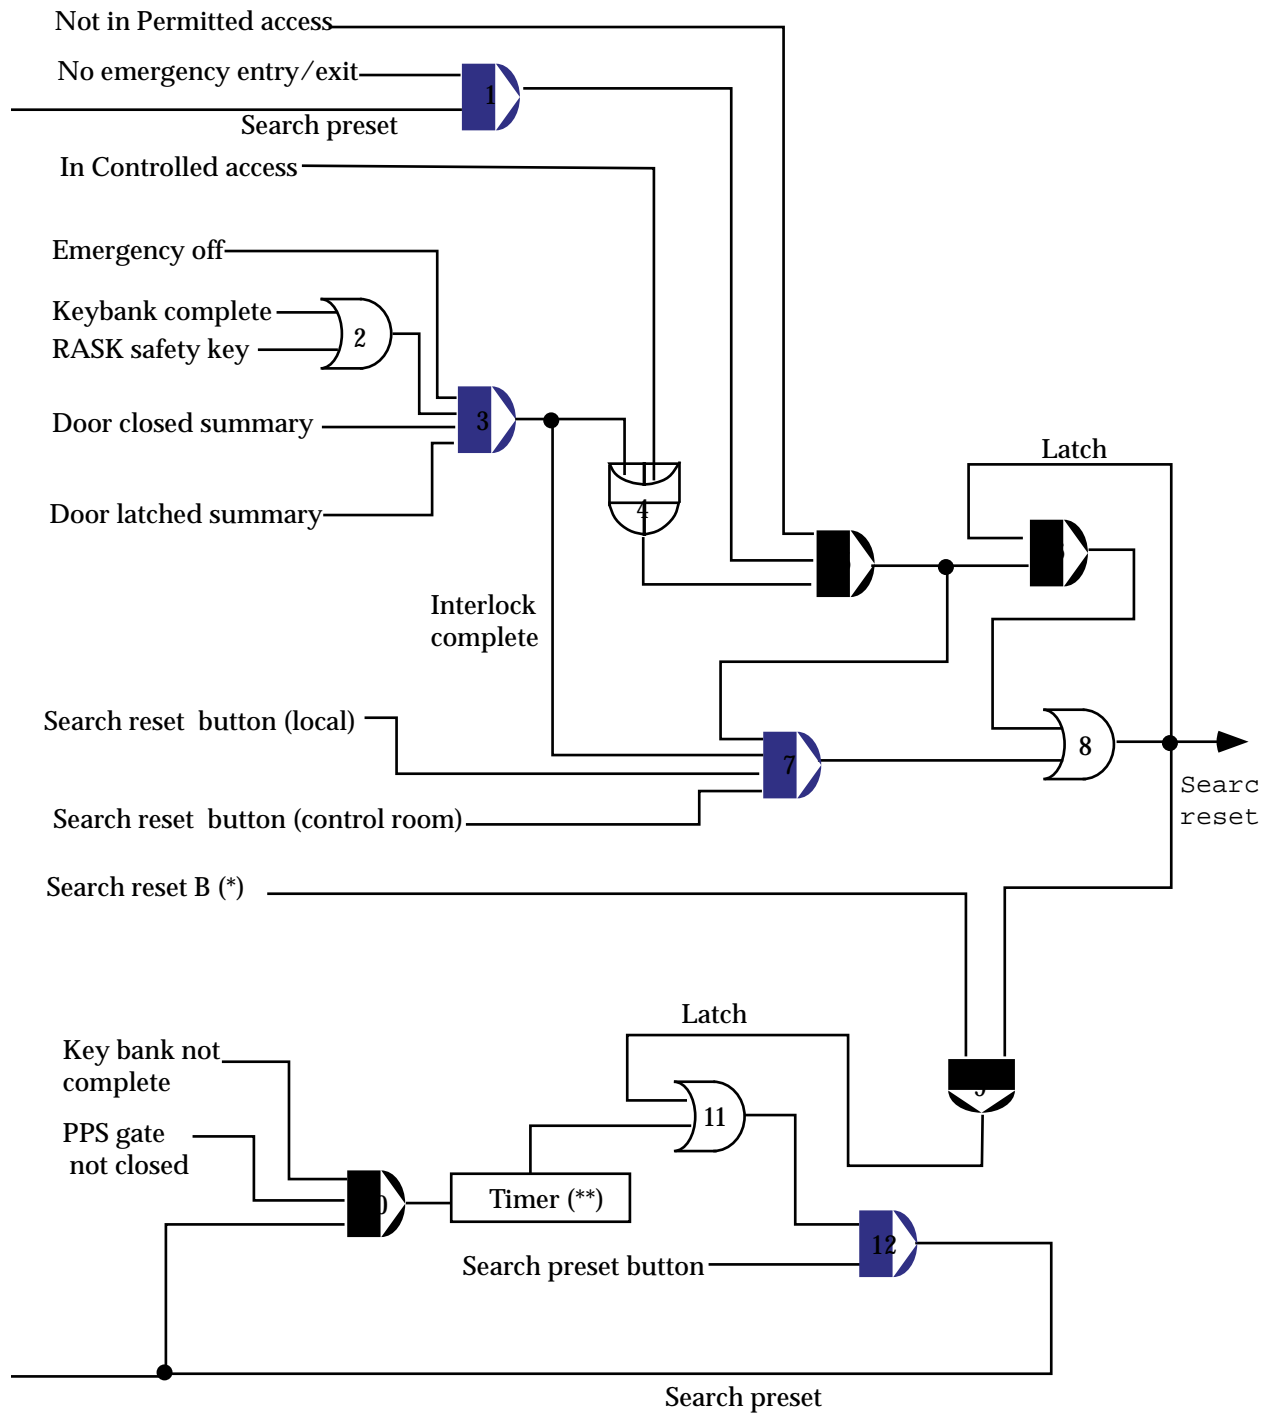 Not in Permitted access
No emergency entry/exit
1
Search preset
In Controlled access
Emergency off
Keybank complete
2
RASK safety key
Door closed summary
3
Latch
Door latched summary
4
Interlock
complete
Search reset button (local)
8
7
Searc
reset
Search reset button (control room)
Search reset B (*)
Latch
Key bank not
complete
11
PPS gate
not closed
Timer (**)
12
Search preset button
Search preset